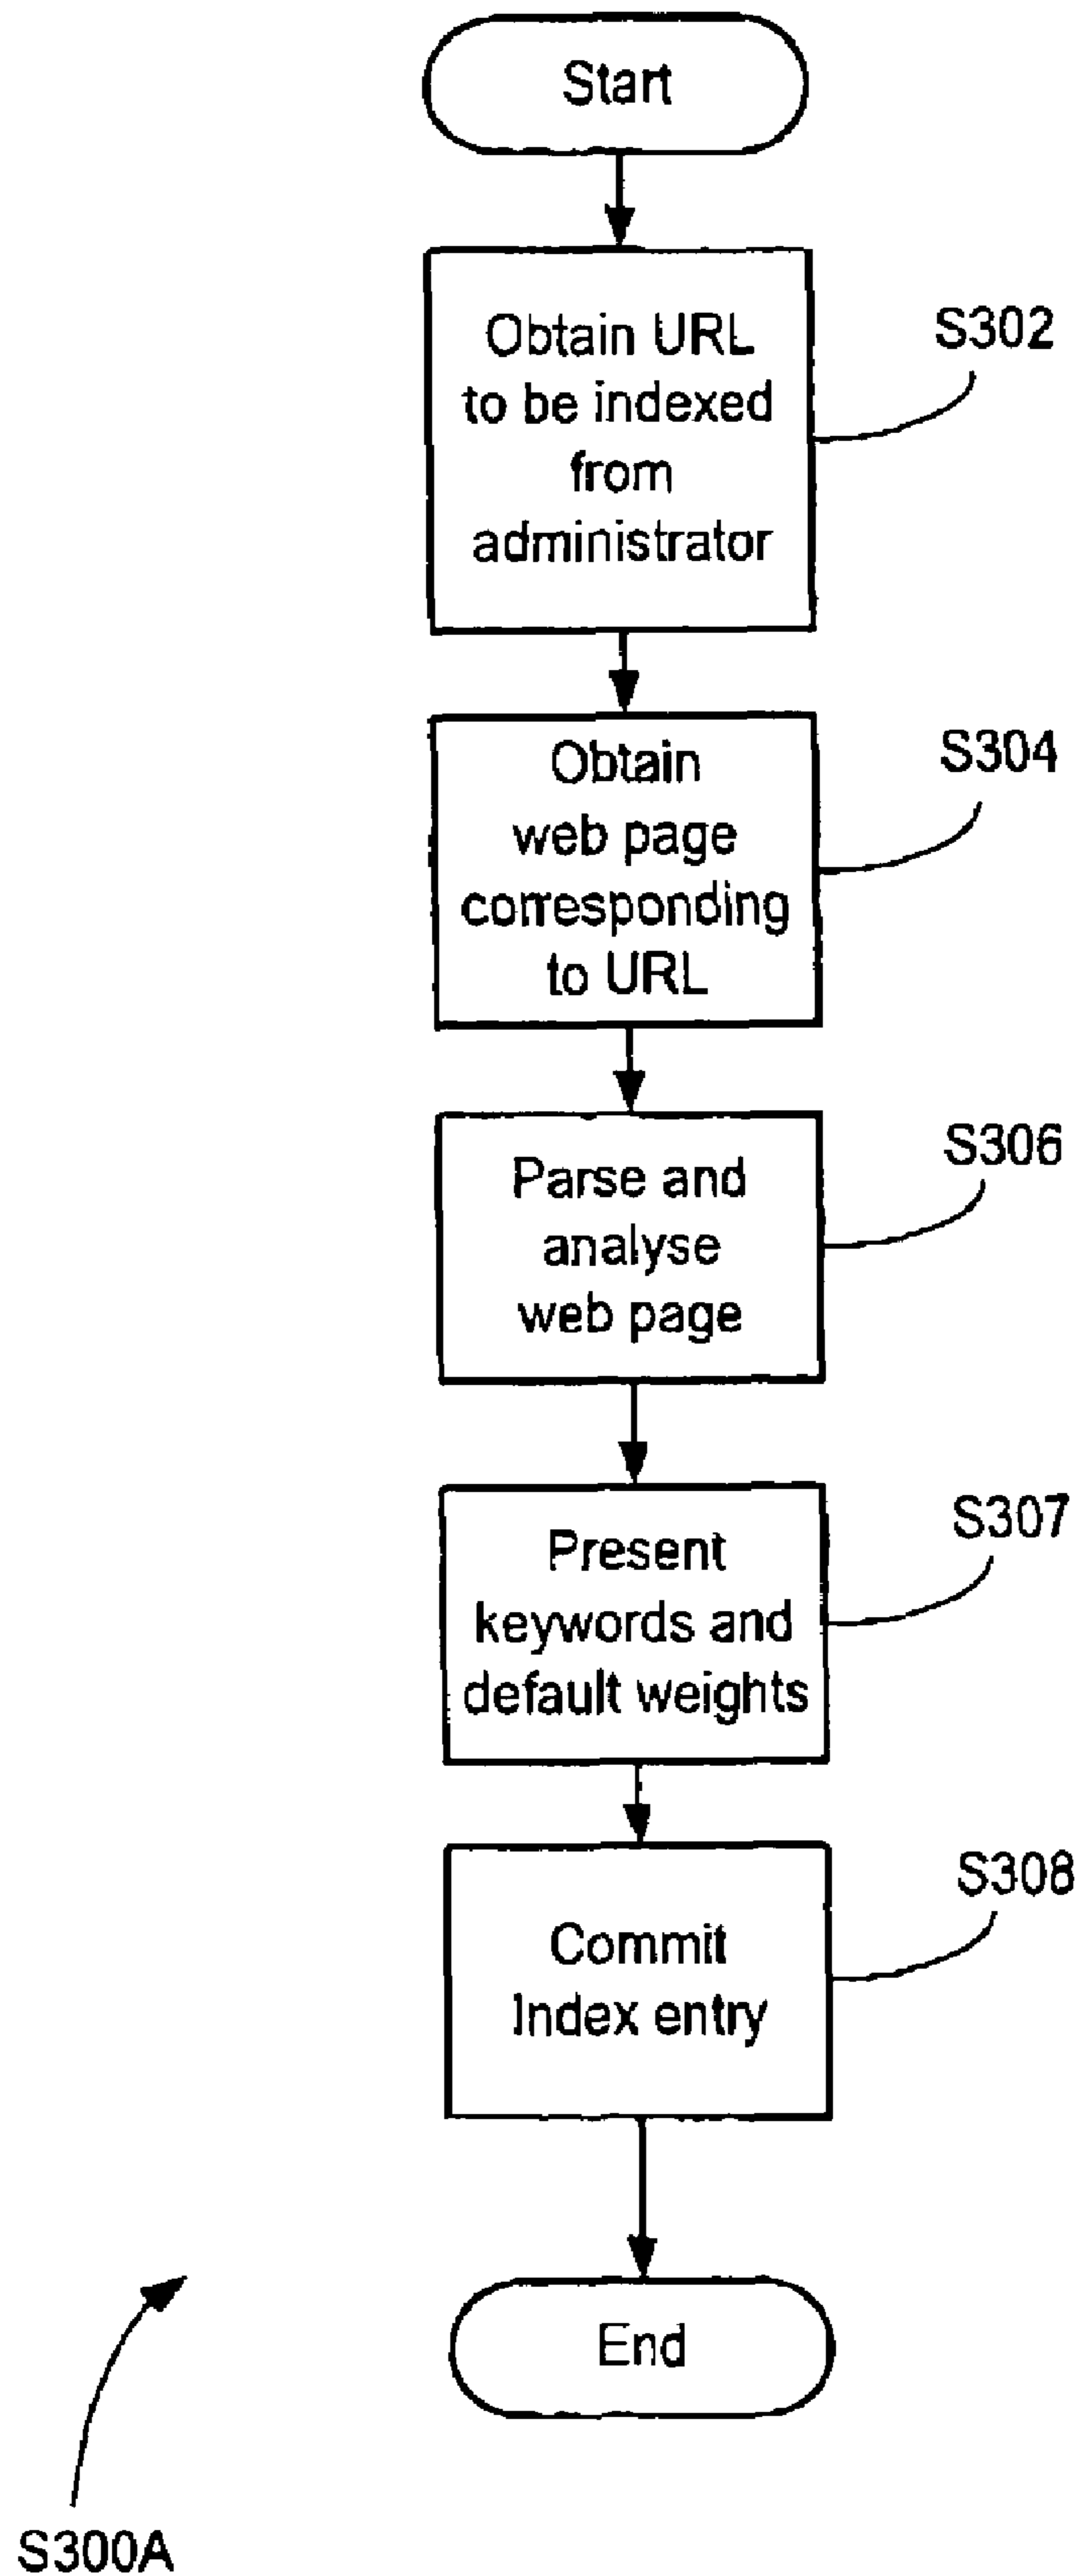 Start
Obtain URL
to be indexed
from
administrator
S302
Obtain
web page
corresponding
to URL
S304
Parse and
analyse
web page
S306
Present
keywords and
default weights
S307
Commit
Index entry
S308
End
S300A